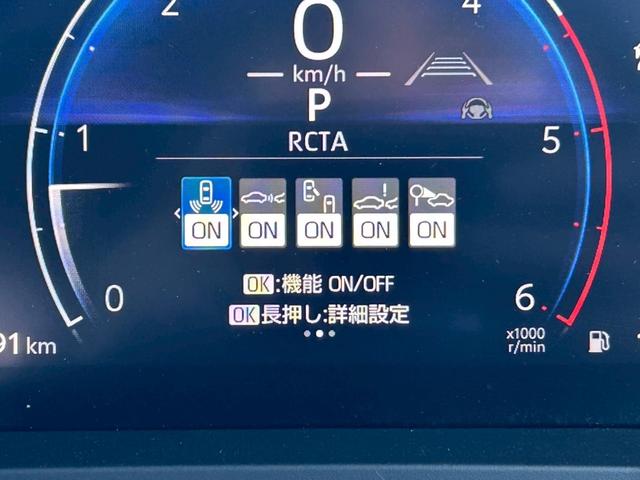 2
4
0
km/h
P
RCTA
1
5
ON ON ON ON ON
OK:機能 ON/OFF
0
6
OK長押し:詳細設定
91 km
x1000
r/min